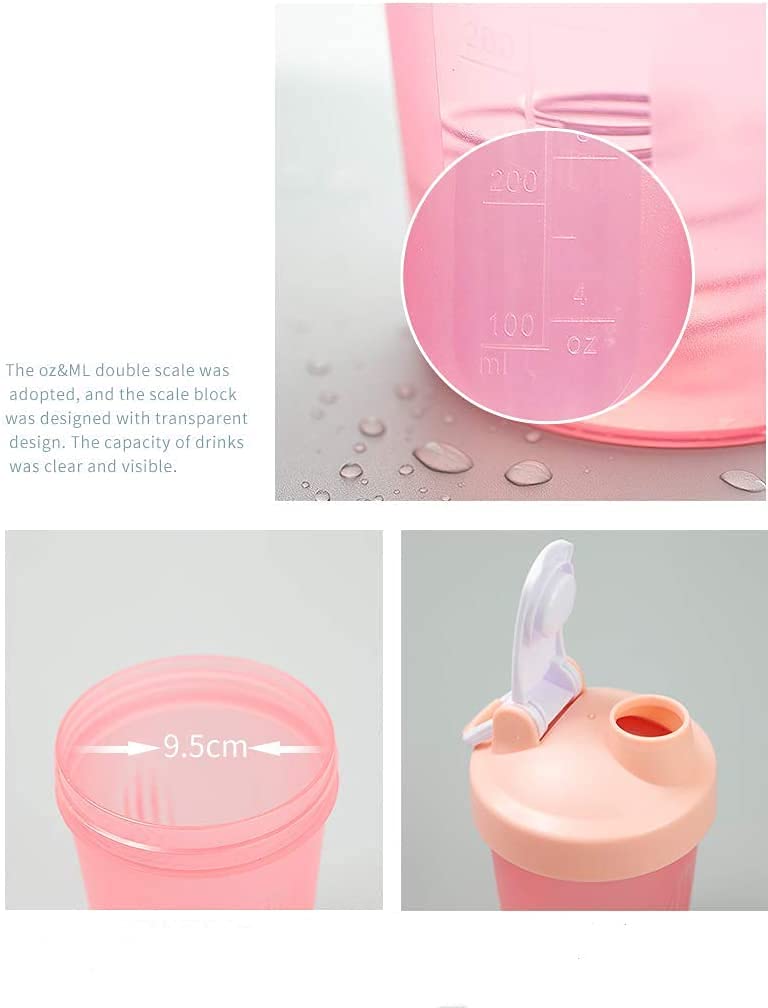 The oz&ML double scale was
adopted, and the scale block
was designed with transparent
design. The capacity of drinks
was clear and visible.
200
4
100
oz
ml
9.5cm